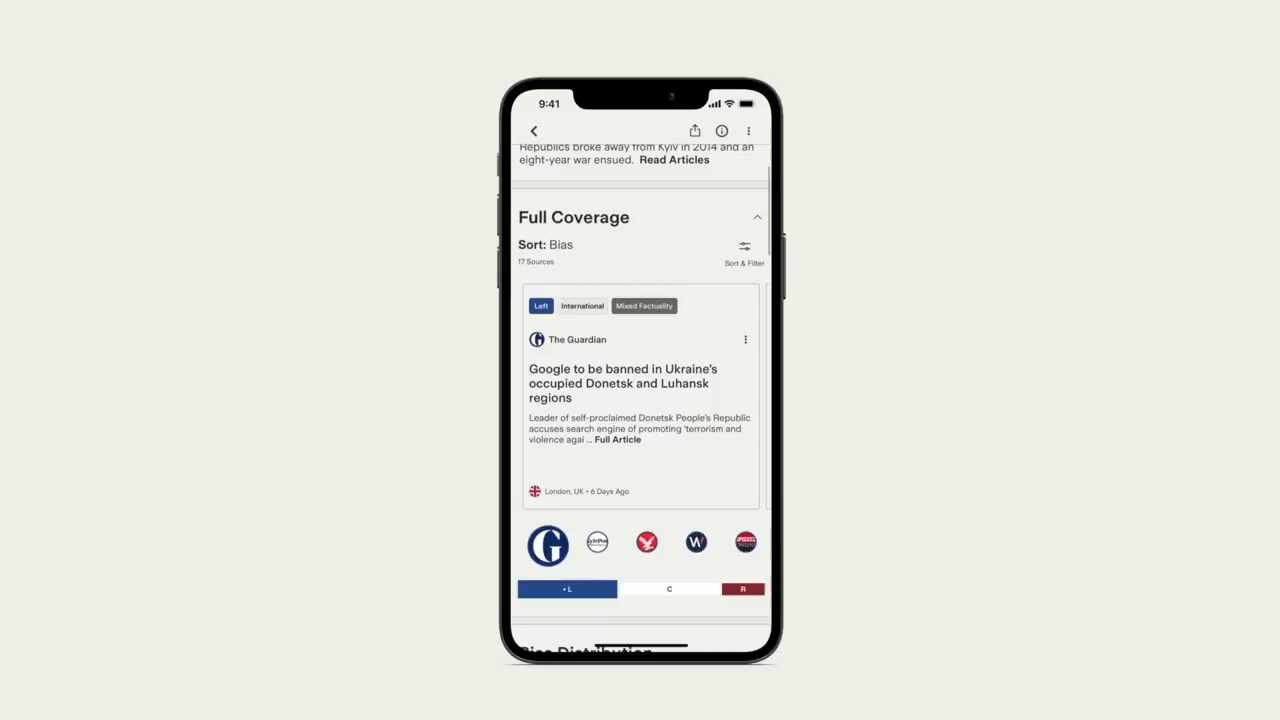 9:41
Republics broke away from Kyiv in 2014 and an
eight-year war ensued. Read Articles
Full Coverage
Sort: Bias
17 Sources
Sort & Filter
Left International Mixed Factuality
The Guardian
Google to be banned in Ukraine's
occupied Donetsk and Luhansk
regions
Leader of self-proclaimed Donetsk People's Republic
accuses search engine of promoting 'terrorism and
violence agai ... Full Article
London, UK • 6 Days Ago
G
KyivPost
W
• L
C
R
Bias Distribution